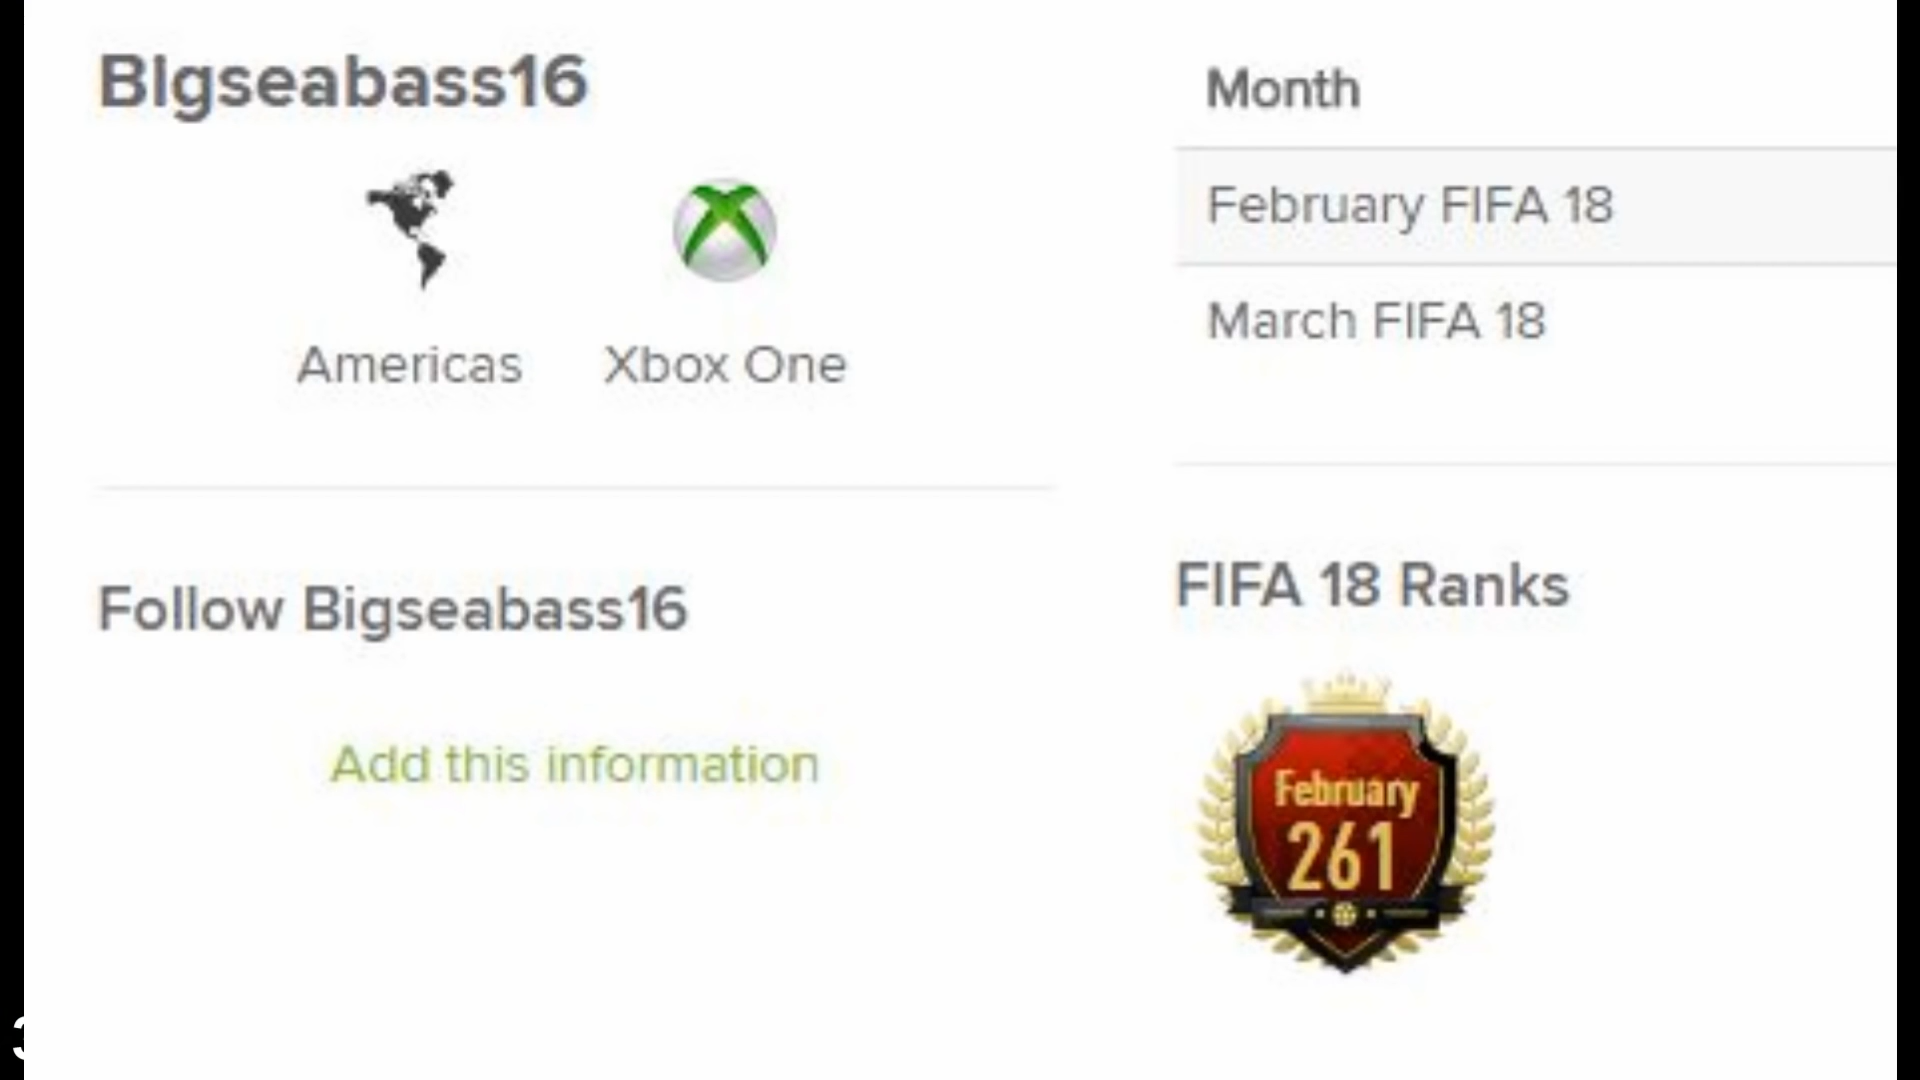 BIgseabass16
Americas
Xbox One
Follow Bigseabass16
Add this information
Month
February FIFA 18
March FIFA 18
FIFA 18 Ranks
February
261